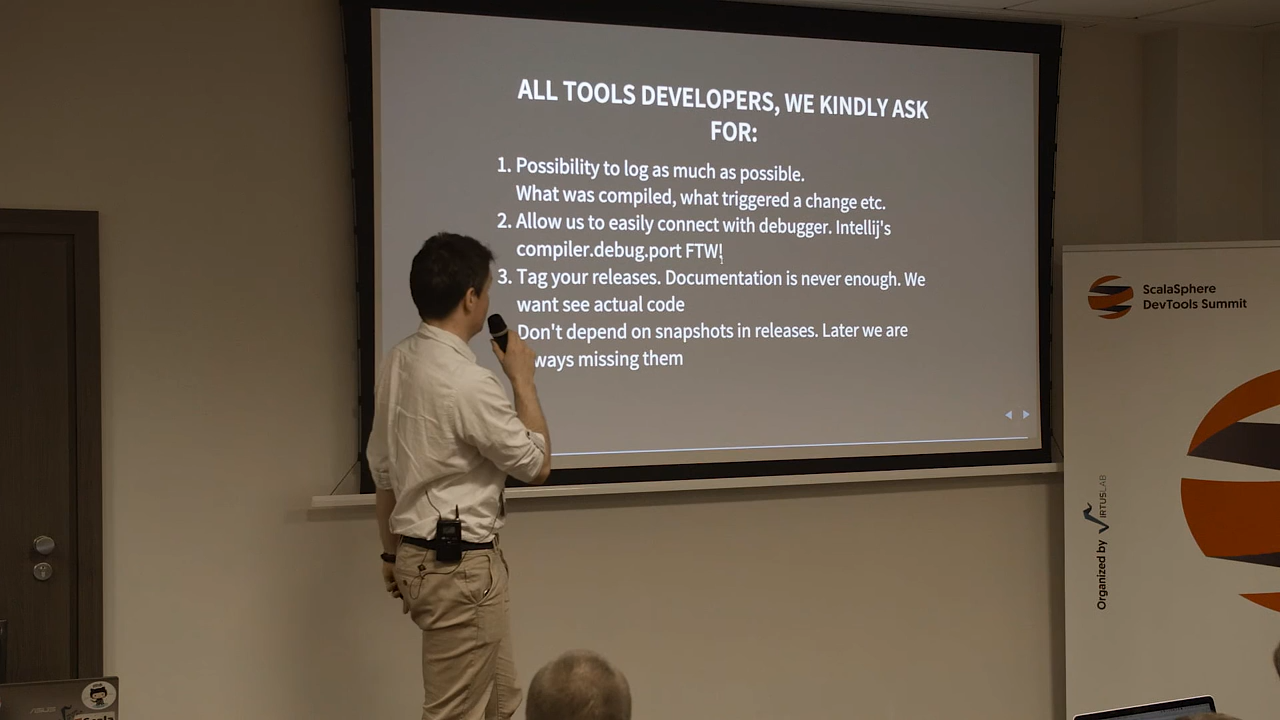 ALL TOOLS DEVELOPERS, WE KINDLY ASK
FOR:
1. Possibility to log as much as possible.
What was compiled, what triggered a change etc.
2. Allow us to easily connect with debugger. Intellij's
compiler.debug.port FTW!
3. Tag your releases. Documentation is never enough. We
want see actual code
Don't depend on snapshots in releases. Later we are
ways missing them
ScalaSphere
DevTools Summit
Organized by VIRTUSLAB
ASUS
Scala